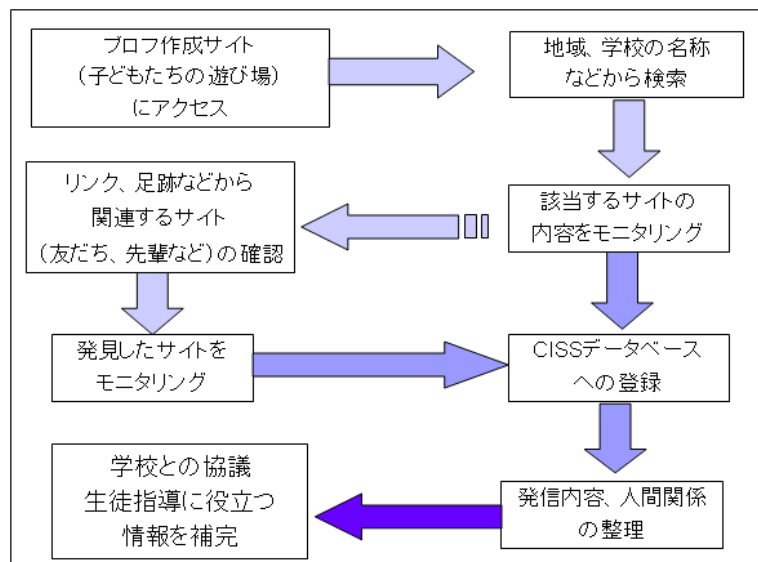 プロフ作成サイト
(子どもたちの遊び場)
にアクセス
地域、学校の名称
などから検索
リンク、足跡などから
関連するサイト
(友だち、先輩など)の確認
該当するサイトの
内容をモニタリング
発見したサイトを
モニタリング
CISSデータベース
への登録
学校との協議
生徒指導に役立つ
情報を補完
発信内容、人間関係
の整理